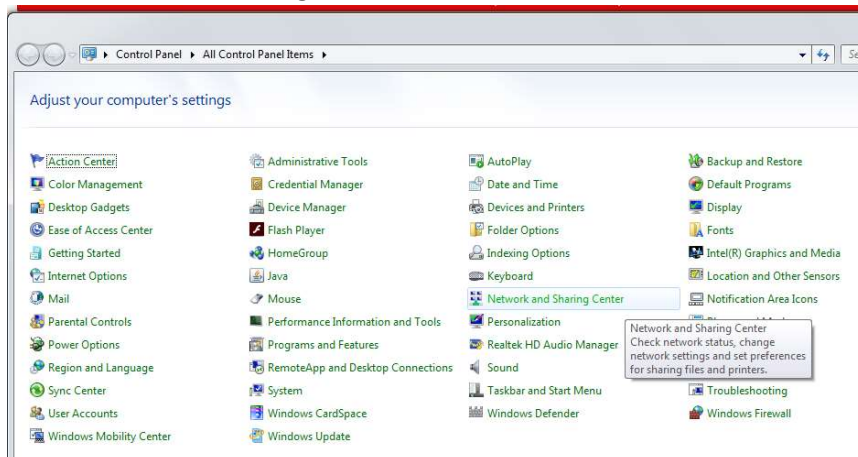 Control Panel ▸ All Control Panel Items ▸
Adjust your computer's settings
Action Center Administrative Tools AutoPlay Backup and Restore
Color Management Credential Manager Date and Time Default Programs
Desktop Gadgets Device Manager Devices and Printers Display
Ease of Access Center Flash Player Folder Options Fonts
Getting Started HomeGroup Indexing Options Intel(R) Graphics and Media
Internet Options Java Keyboard Location and Other Sensors
Mail Mouse Network and Sharing Center Notification Area Icons
Parental Controls Performance Information and Tools Personalization
Network and Sharing Center
Check network status, change
network settings and set preferences
for sharing files and printers.
Power Options Programs and Features Realtek HD Audio Manager
Region and Language RemoteApp and Desktop Connections Sound
Sync Center System Taskbar and Start Menu Troubleshooting
User Accounts Windows CardSpace Windows Defender Windows Firewall
Windows Mobility Center Windows Update